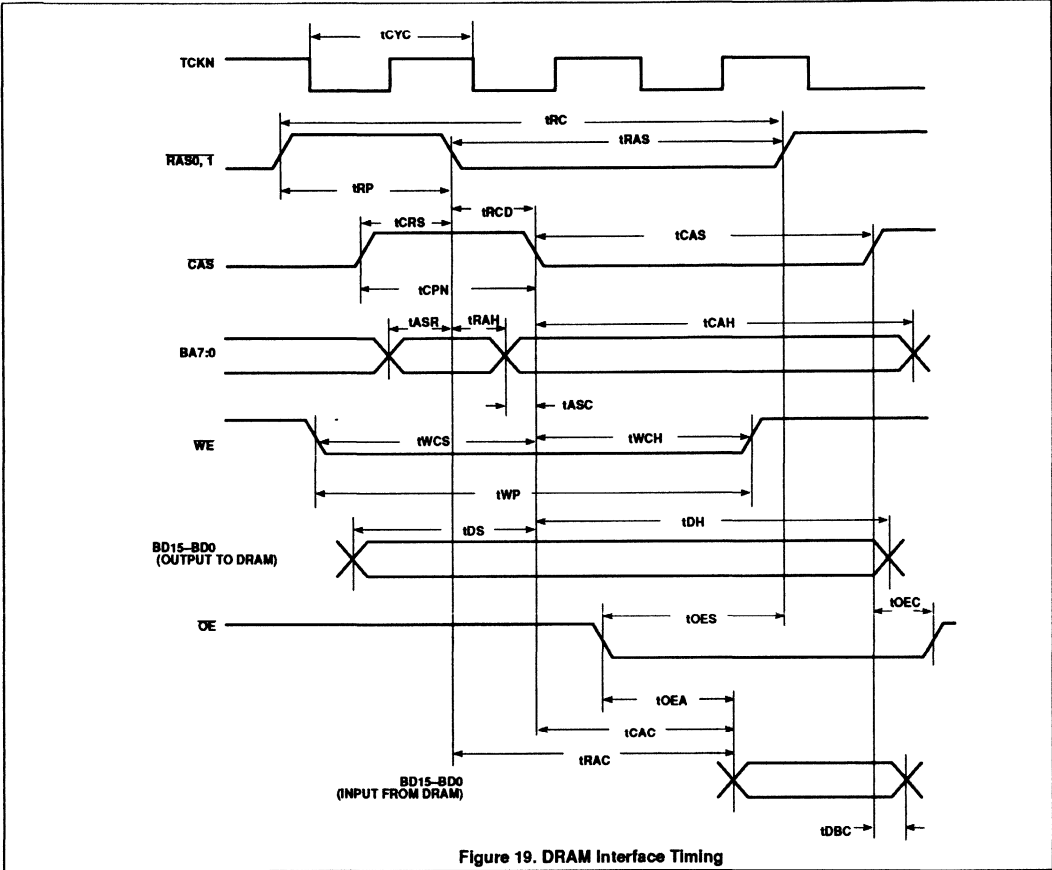 tCYC
TCKN
tRC
tRAS
RAS0, 1
tRP
tRCD
tCRS
tCAS
CAS
tCPN
tASR
tRAH
tCAH
BA7:0
tASC
WE
tWCS
tWCH
tWP
tDH
tDS
BD15–BD0
(OUTPUT TO DRAM)
tOEC
tOES
OE
tOEA
tCAC
tRAC
BD15–BD0
(INPUT FROM DRAM)
tDBC
Figure 19. DRAM Interface Timing